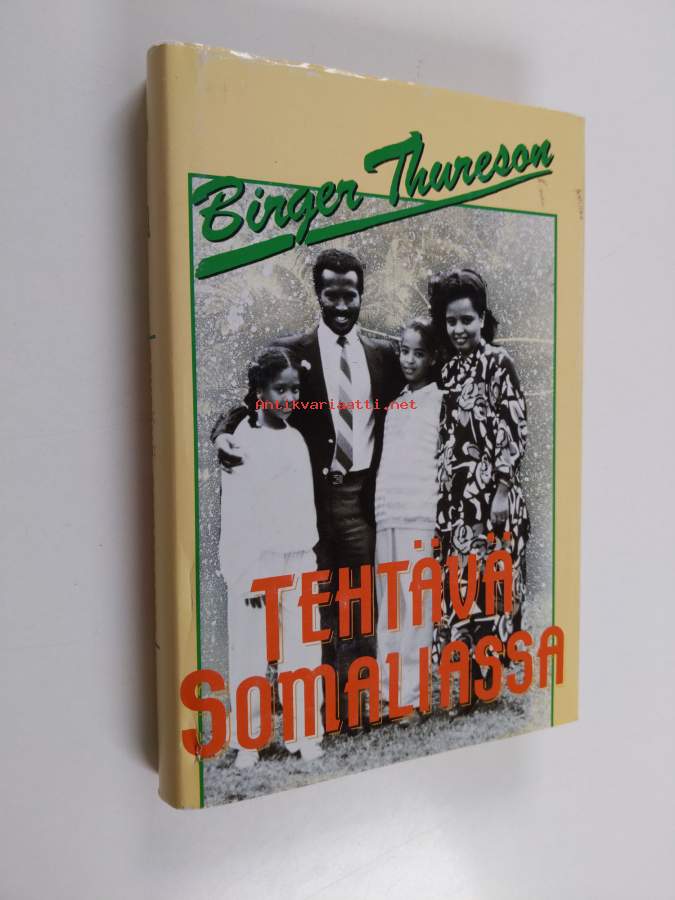 Birger Thureson
Antikvariaatti.net
TEHTÄVÄ
SOMALIASSA